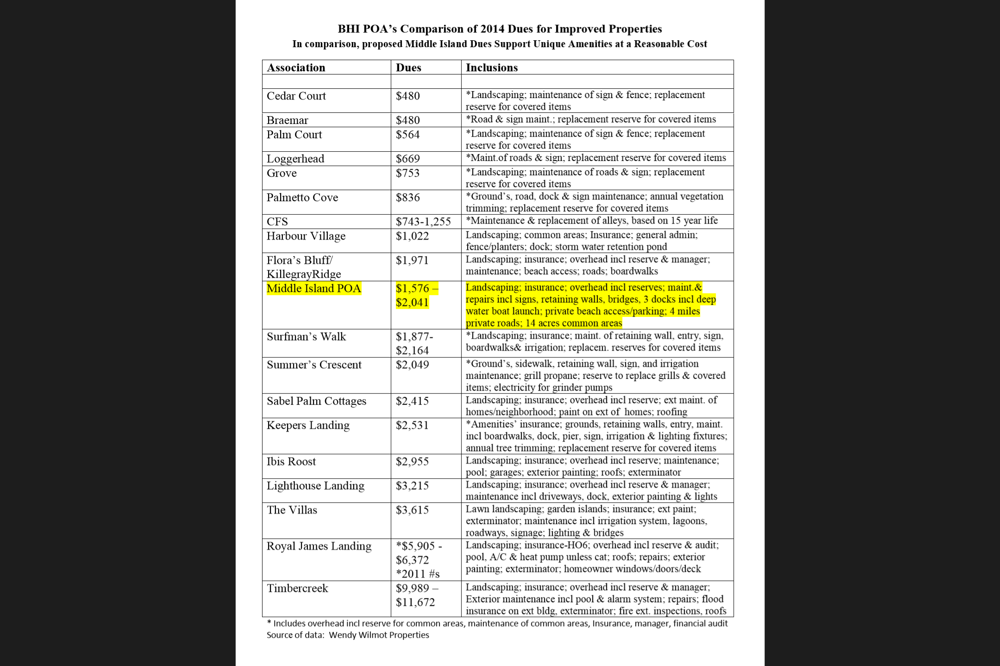 BHI POA’s Comparison of 2014 Dues for Improved Properties
In comparison, proposed Middle Island Dues Support Unique Amenities at a Reasonable Cost
Association Dues Inclusions
Cedar Court $480 *Landscaping; maintenance of sign & fence; replacement
reserve for covered items
Braemar $480 *Road & sign maint.; replacement reserve for covered items
Palm Court $564 *Landscaping; maintenance of sign & fence; replacement
reserve for covered items
Loggerhead $669 *Maint.of roads & sign; replacement reserve for covered items
Grove $753 *Landscaping; maintenance of roads & sign; replacement
reserve for covered items
Palmetto Cove $836 *Ground’s, road, dock & sign maintenance; annual vegetation
trimming; replacement reserve for covered items
CFS $743-1,255 *Maintenance & replacement of alleys, based on 15 year life
Harbour Village $1,022 Landscaping; common areas; Insurance; general admin;
fence/planters; dock; storm water retention pond
Flora’s Bluff/ $1,971 Landscaping; insurance; overhead incl reserve & manager;
KillegrayRidge maintenance; beach access; roads; boardwalks
Middle Island POA $1,576 – Landscaping; insurance; overhead incl reserves; maint.&
$2,041 repairs incl signs, retaining walls, bridges, 3 docks incl deep
water boat launch; private beach access/parking; 4 miles
private roads; 14 acres common areas
Surfman’s Walk $1,877- *Landscaping; insurance; maint. of retaining wall, entry, sign,
$2,164 boardwalks& irrigation; replacem. reserves for covered items
Summer’s Crescent $2,049 *Ground’s, sidewalk, retaining wall, sign, and irrigation
maintenance; grill propane; reserve to replace grills & covered
items; electricity for grinder pumps
Sabel Palm Cottages $2,415 Landscaping; insurance; overhead incl reserve; ext maint. of
homes/neighborhood; paint on ext of homes; roofing
Keepers Landing $2,531 *Amenities’ insurance; grounds, retaining walls, entry, maint.
incl boardwalks, dock, pier, sign, irrigation & lighting fixtures;
annual tree trimming; replacement reserve for covered items
Ibis Roost $2,955 Landscaping; insurance; overhead incl reserve; maintenance;
pool; garages; exterior painting; roofs; exterminator
Lighthouse Landing $3,215 Landscaping; insurance; overhead incl reserve & manager;
maintenance incl driveways, dock, exterior painting & lights
The Villas $3,615 Lawn landscaping; garden islands; insurance; ext paint;
exterminator; maintenance incl irrigation system, lagoons,
roadways, signage; lighting & bridges
Royal James Landing *$5,905 - Landscaping; insurance-HO6; overhead incl reserve & audit;
$6,372 pool, A/C & heat pump unless cat; roofs; repairs; exterior
*2011 #s painting; exterminator; homeowner windows/doors/deck
Timbercreek $9,989 – Landscaping; insurance; overhead incl reserve & manager;
$11,672 Exterior maintenance incl pool & alarm system; repairs; flood
insurance on ext bldg, exterminator; fire ext. inspections, roofs
* Includes overhead incl reserve for common areas, maintenance of common areas, Insurance, manager, financial audit
Source of data: Wendy Wilmot Properties